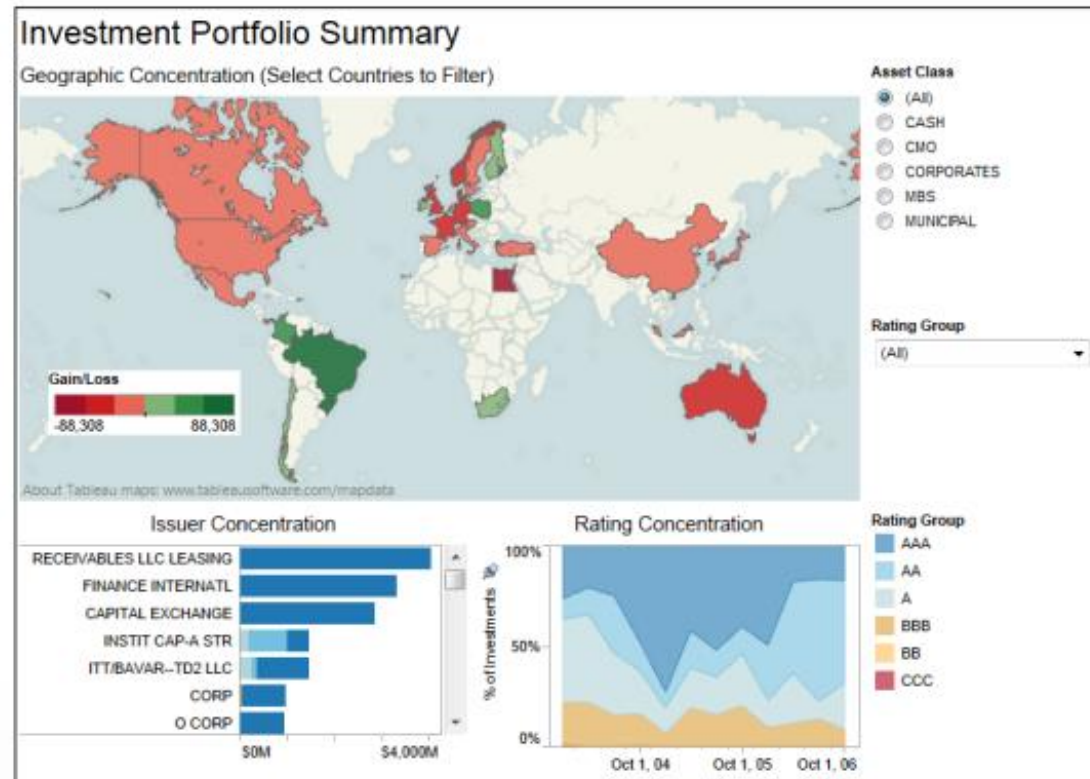 Investment Portfolio Summary
Geographic Concentration (Select Countries to Filter)
Asset Class
(All)
CASH
CMO
CORPORATES
MBS
MUNICIPAL
Rating Group
(All)
Gain/Loss
-88,308 88,308
About Tableau maps: www.tableausoftware.com/mapdata
Issuer Concentration
RECEIVABLES LLC LEASING
FINANCE INTERNATL
CAPITAL EXCHANGE
INSTIT CAP-A STR
ITT/BAVAR--TD2 LLC
CORP
O CORP
$0M $4,000M
Rating Concentration
% of Investments
100%
50%
0%
Oct 1, 04 Oct 1, 05 Oct 1, 06
Rating Group
AAA
AA
A
BBB
BB
CCC